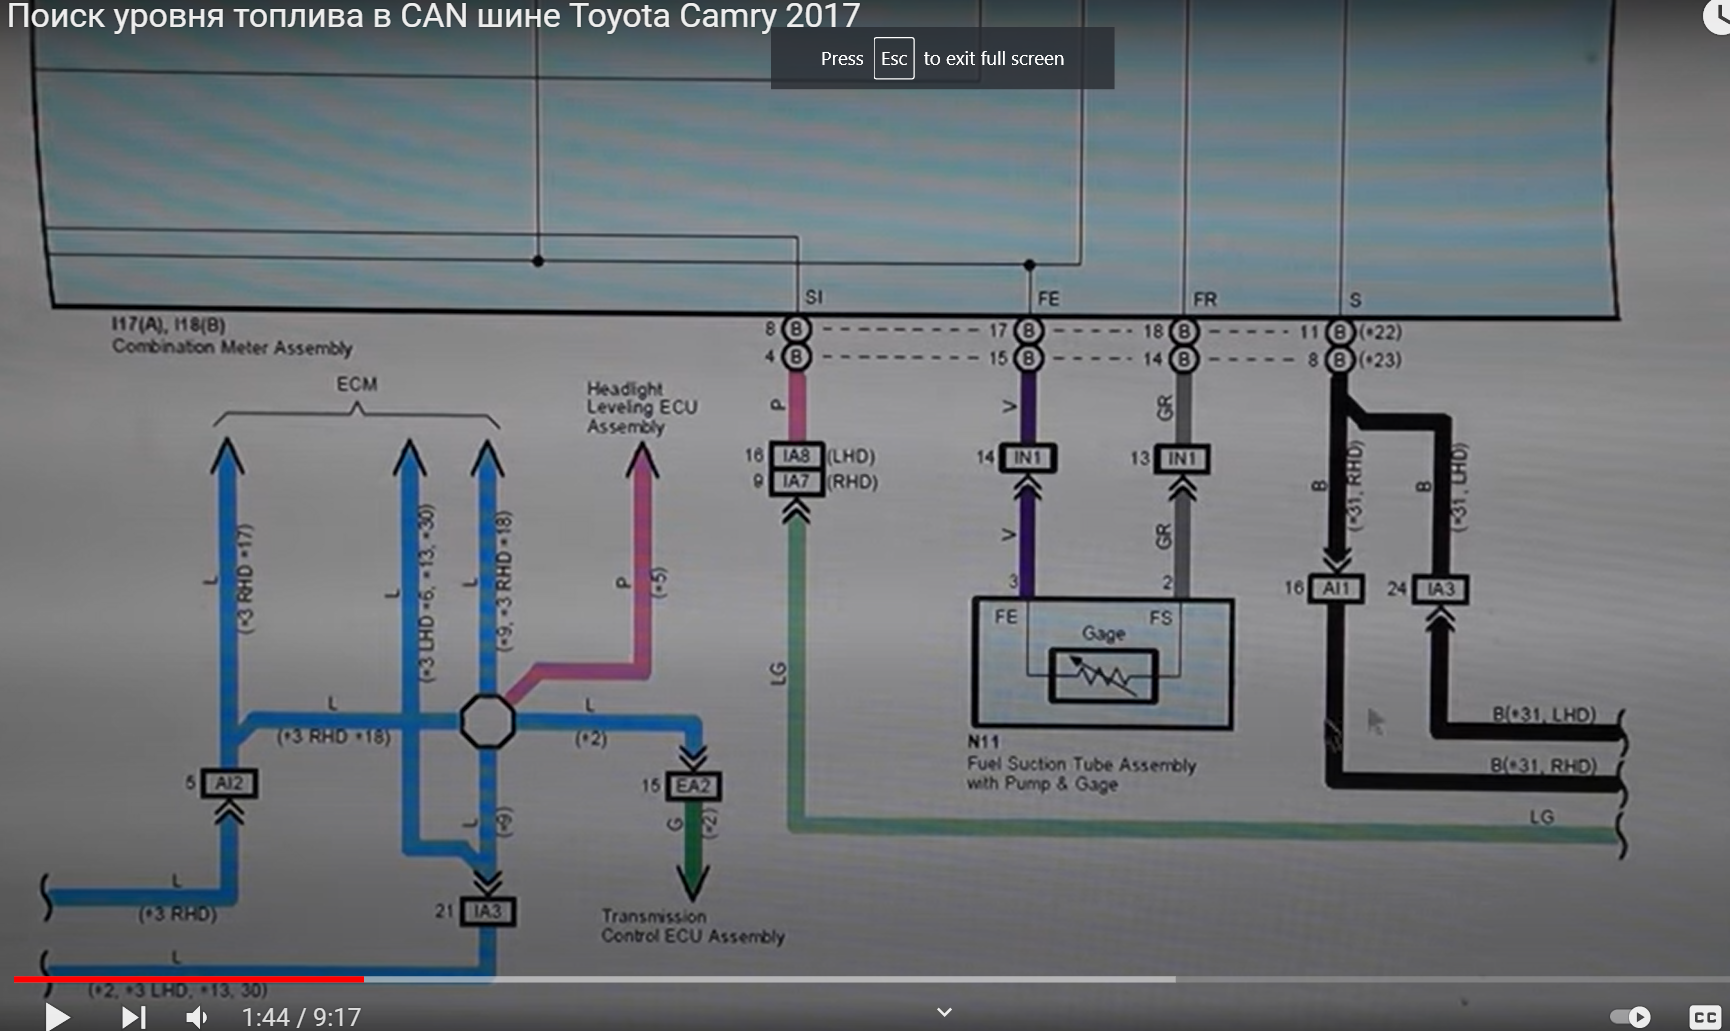 Поиск уровня топлива в CAN шине Toyota Camry 2017
Press Esc to exit full screen
SI
FE
FR
S
I17(A), I18(B)
Combination Meter Assembly
8 B
17 B
18 B
11 B (*22)
4 B
15 B
14 B
8 B (*23)
ECM
Headlight
Leveling ECU
Assembly
P
V
GR
16 IA8 (LHD)
9 IA7 (RHD)
14 IN1
13 IN1
B
(*31, RHD)
B
(*31, LHD)
L
(*3 RHD *17)
L
(*3 LHD *6, *13, *30)
L
(*9, *3 RHD *18)
P
(*5)
V
GR
3
2
16 AI1
24 IA3
FE
FS
Gage
LG
L
(*3 RHD *18)
L
(*2)
N11
Fuel Suction Tube Assembly
with Pump & Gage
B(*31, LHD)
B(*31, RHD)
LG
5 AI2
15 EA2
L
(*9)
G
(*2)
L
(*3 RHD)
21 IA3
Transmission
Control ECU Assembly
L
(*2, *3 LHD, *13, 30)
1:44 / 9:17
CC